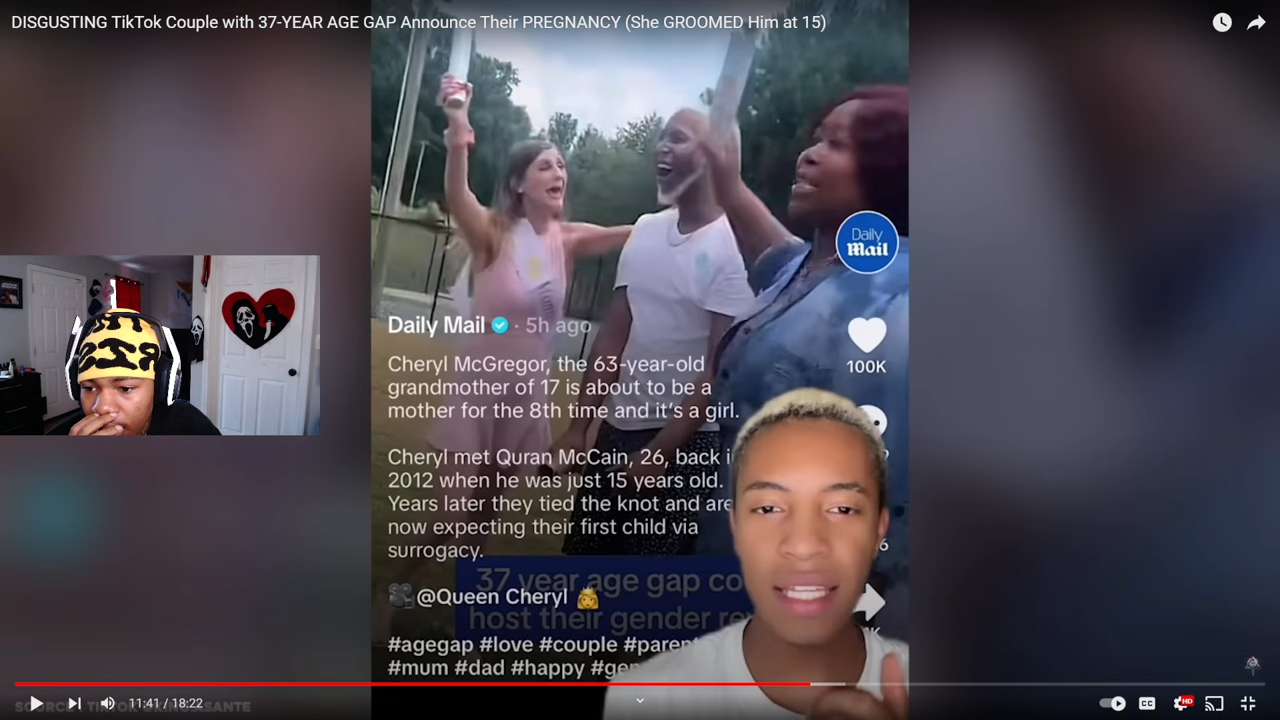 DISGUSTING TikTok Couple with 37-YEAR AGE GAP Announce Their PREGNANCY (She GROOMED Him at 15)
Daily
Mail
Daily Mail · 5h ago
100K
Cheryl McGregor, the 63-year-old
grandmother of 17 is about to be a
mother for the 8th time and it's a girl.
Cheryl met Quran McCain, 26, back i
2012 when he was just 15 years old.
Years later they tied the knot and are
now expecting their first child via
surrogacy.
37 year age gap co
@Queen Cheryl 👸
host their gender re
#agegap #love #couple #paren
#mum #dad #happy #gen
11:41 / 18:22
CC
HD